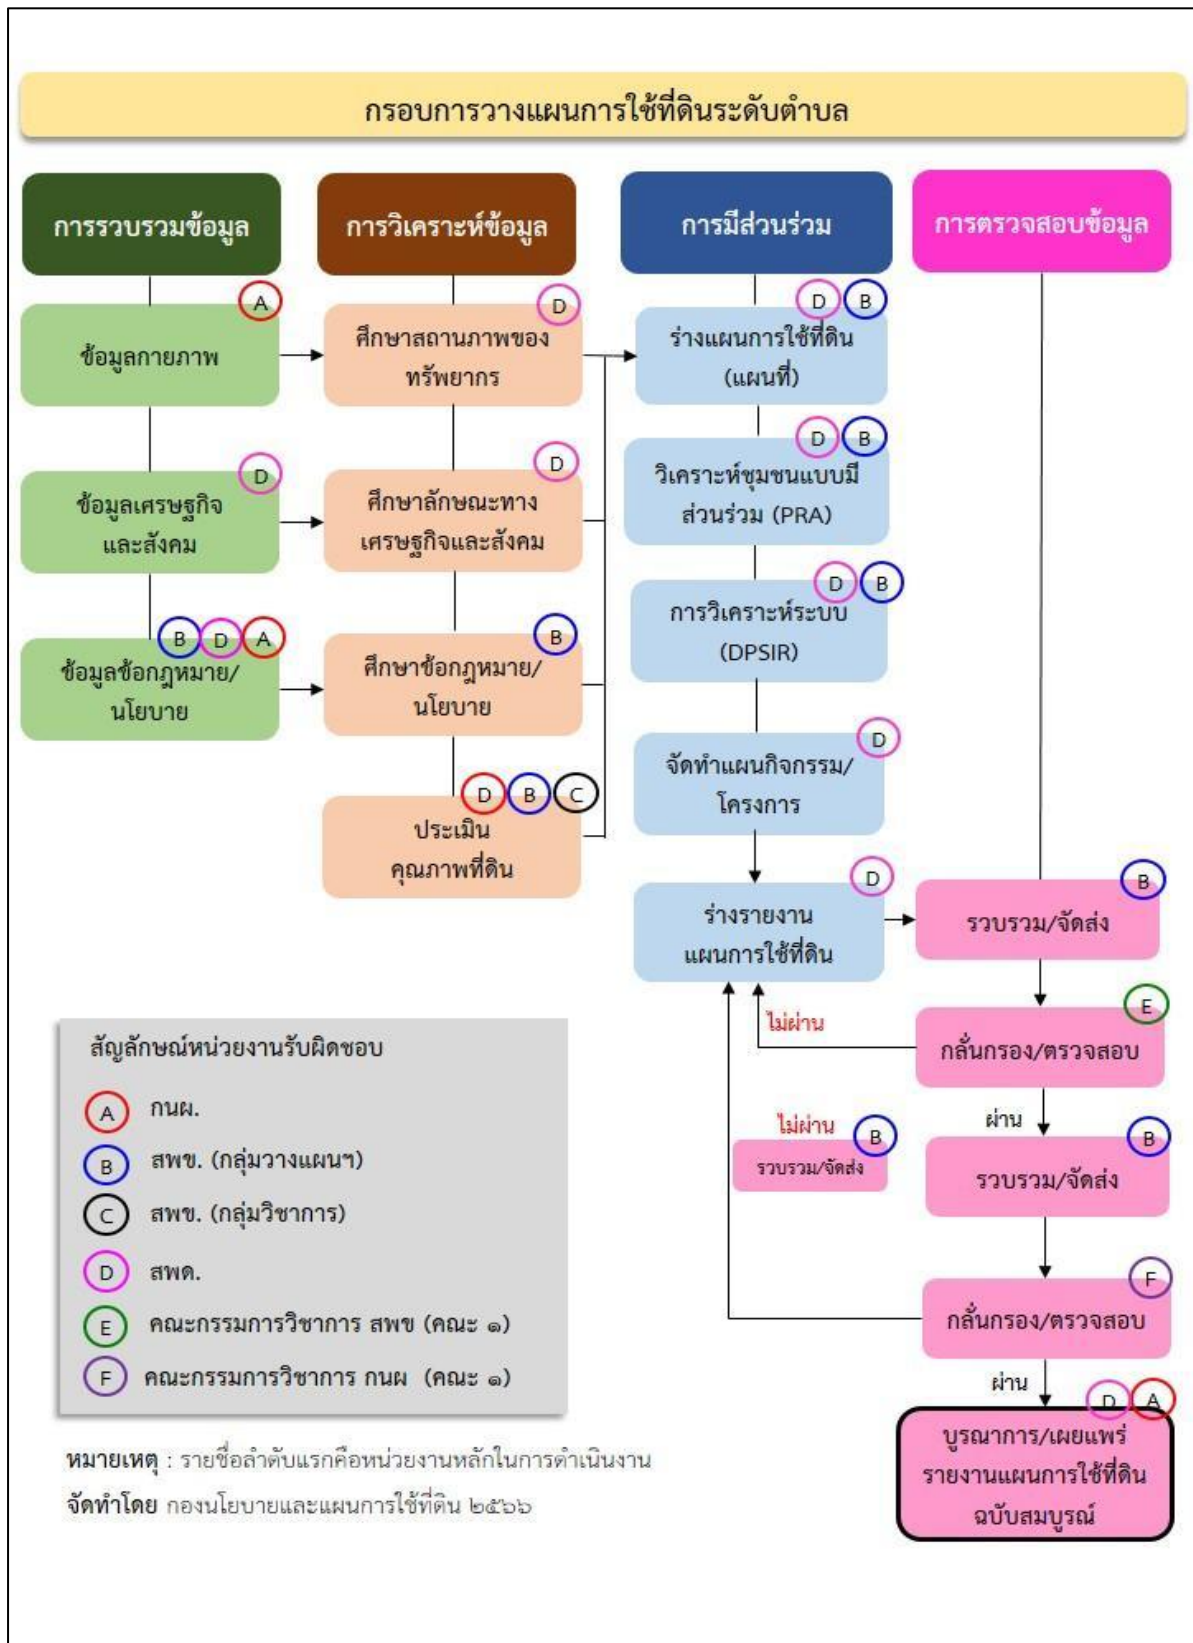 กรอบการวางแผนการใช้ที่ดินระดับตำบล
การรวบรวมข้อมูล
A
ข้อมูลกายภาพ
D
ข้อมูลเศรษฐกิจ
และสังคม
B D A
ข้อมูลข้อกฎหมาย/
นโยบาย
การวิเคราะห์ข้อมูล
D
ศึกษาสถานภาพของ
ทรัพยากร
D
ศึกษาลักษณะทาง
เศรษฐกิจและสังคม
B
ศึกษาข้อกฎหมาย/
นโยบาย
D B C
ประเมิน
คุณภาพที่ดิน
การมีส่วนร่วม
D B
ร่างแผนการใช้ที่ดิน
(แผนที่)
D B
วิเคราะห์ชุมชนแบบมี
ส่วนร่วม (PRA)
D B
การวิเคราะห์ระบบ
(DPSIR)
D
จัดทำแผนกิจกรรม/
โครงการ
D
ร่างรายงาน
แผนการใช้ที่ดิน
การตรวจสอบข้อมูล
B
รวบรวม/จัดส่ง
E
กลั่นกรอง/ตรวจสอบ
ไม่ผ่าน
ผ่าน
B
รวบรวม/จัดส่ง
ไม่ผ่าน
B
รวบรวม/จัดส่ง
F
กลั่นกรอง/ตรวจสอบ
ผ่าน
D A
บูรณาการ/เผยแพร่
รายงานแผนการใช้ที่ดิน
ฉบับสมบูรณ์
สัญลักษณ์หน่วยงานรับผิดชอบ
A กนผ.
B สพข. (กลุ่มวางแผนฯ)
C สพข. (กลุ่มวิชาการ)
D สพด.
E คณะกรรมการวิชาการ สพข (คณะ ๑)
F คณะกรรมการวิชาการ กนผ (คณะ ๑)
หมายเหตุ : รายชื่อลำดับแรกคือหน่วยงานหลักในการดำเนินงาน
จัดทำโดย กองนโยบายและแผนการใช้ที่ดิน ๒๕๖๖